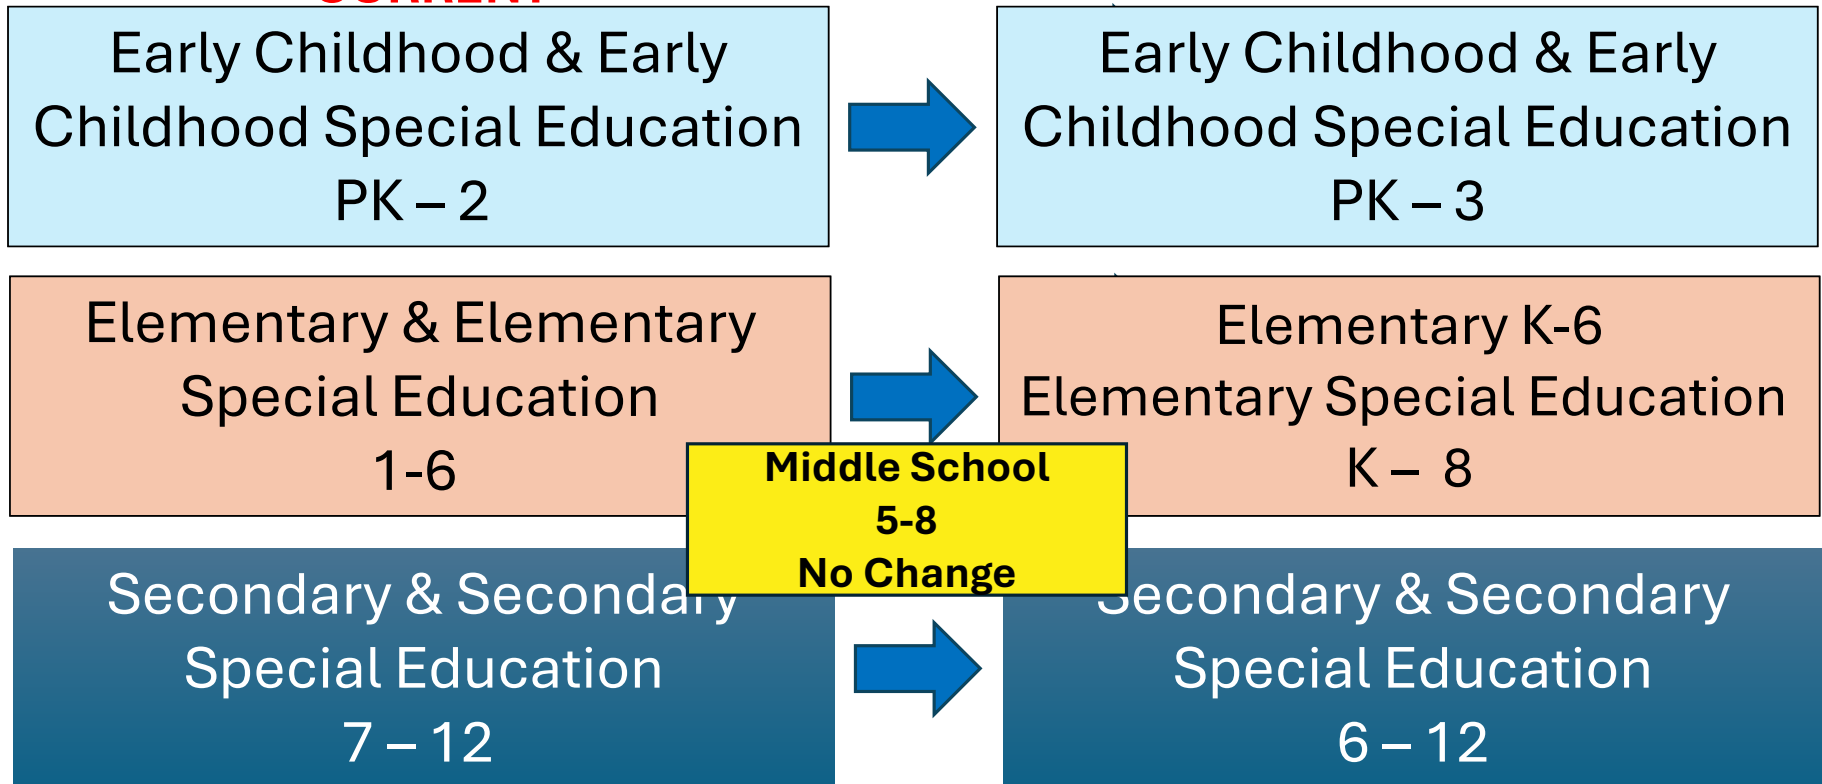 CURRENT
Early Childhood & Early
Childhood Special Education
PK – 2
Early Childhood & Early
Childhood Special Education
PK – 3
Elementary & Elementary
Special Education
1-6
Elementary K-6
Elementary Special Education
K – 8
Middle School
5-8
No Change
Secondary & Secondary
Special Education
7 – 12
Secondary & Secondary
Special Education
6 – 12